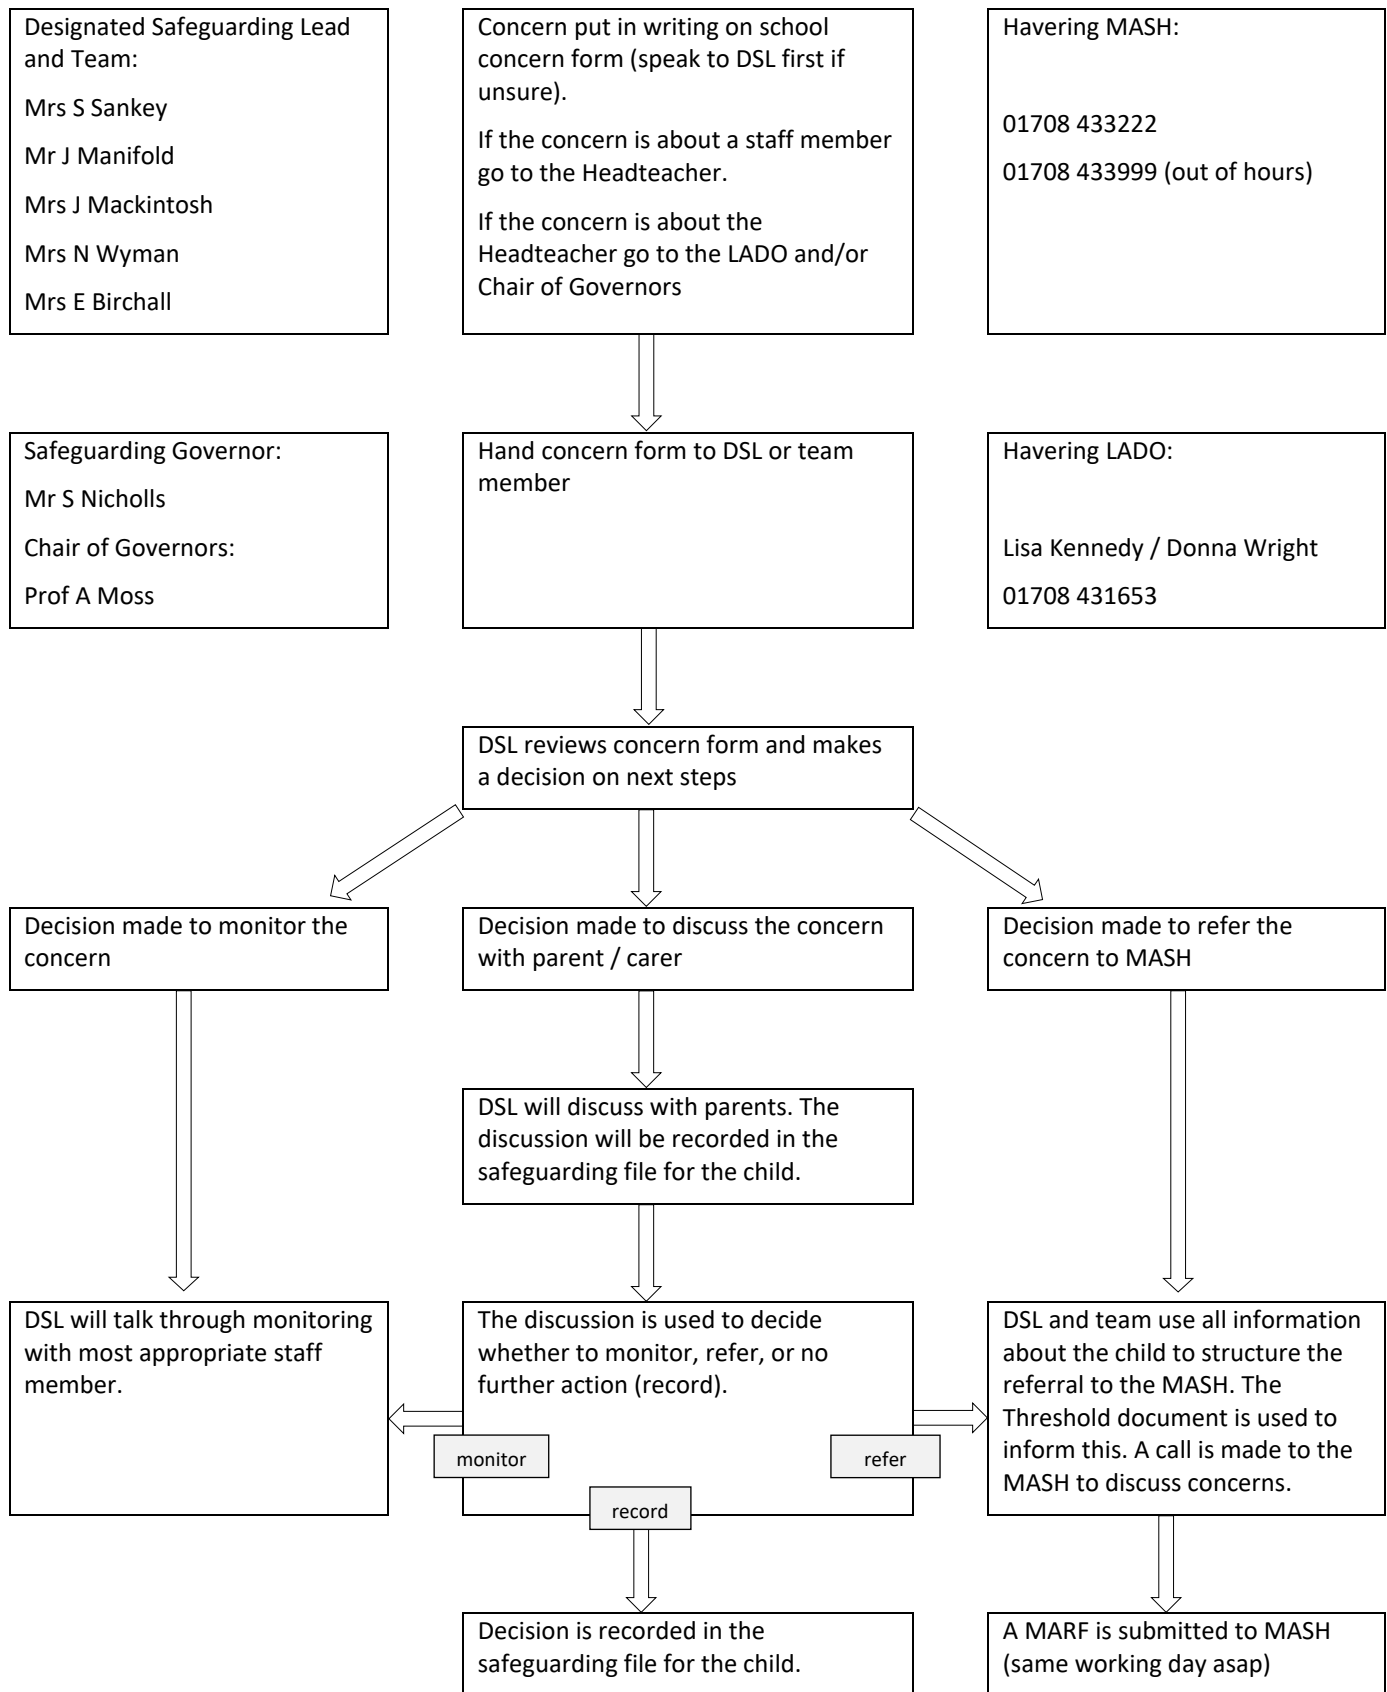 Designated Safeguarding Lead
and Team:
Mrs S Sankey
Mr J Manifold
Mrs J Mackintosh
Mrs N Wyman
Mrs E Birchall
Concern put in writing on school
concern form (speak to DSL first if
unsure).
If the concern is about a staff member
go to the Headteacher.
If the concern is about the
Headteacher go to the LADO and/or
Chair of Governors
Havering MASH:
01708 433222
01708 433999 (out of hours)
Safeguarding Governor:
Mr S Nicholls
Chair of Governors:
Prof A Moss
Hand concern form to DSL or team
member
Havering LADO:
Lisa Kennedy / Donna Wright
01708 431653
DSL reviews concern form and makes
a decision on next steps
Decision made to monitor the
concern
Decision made to discuss the concern
with parent / carer
Decision made to refer the
concern to MASH
DSL will discuss with parents. The
discussion will be recorded in the
safeguarding file for the child.
DSL will talk through monitoring
with most appropriate staff
member.
The discussion is used to decide
whether to monitor, refer, or no
further action (record).
monitor
refer
record
DSL and team use all information
about the child to structure the
referral to the MASH. The
Threshold document is used to
inform this. A call is made to the
MASH to discuss concerns.
Decision is recorded in the
safeguarding file for the child.
A MARF is submitted to MASH
(same working day asap)